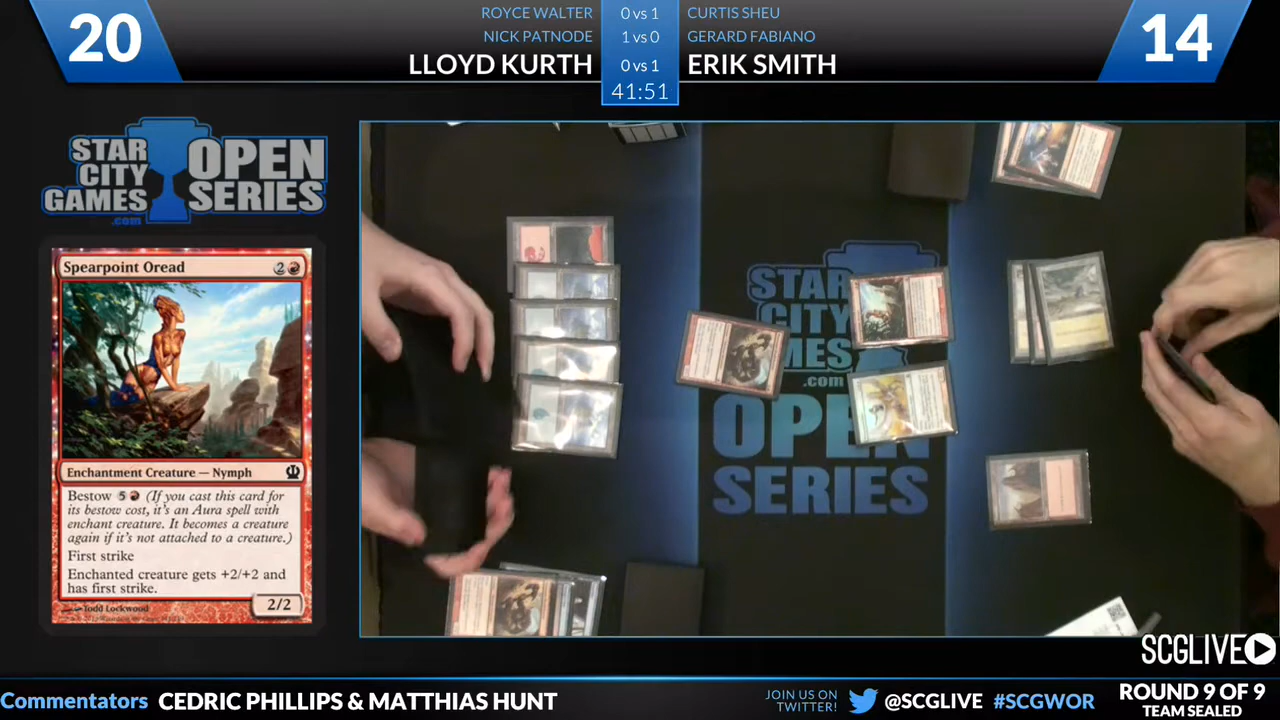 20
ROYCE WALTER 0 vs 1 CURTIS SHEU
NICK PATNODE 1 vs 0 GERARD FABIANO
LLOYD KURTH 0 vs 1 ERIK SMITH
41:51
14
STAR
CITY
GAMES
.com
OPEN
SERIES
Spearpoint Oread 2
Enchantment Creature — Nymph
Bestow 5 (If you cast this card for
its bestow cost, it's an Aura spell with
enchant creature. It becomes a creature
again if it's not attached to a creature.)
First strike
Enchanted creature gets +2/+2 and
has first strike.
Todd Lockwood
2/2
STAR
CITY
MES
.com
OPE
SERIES
SCGLIVE
Commentators CEDRIC PHILLIPS & MATTHIAS HUNT
JOIN US ON
TWITTER!
@SCGLIVE #SCGWOR
ROUND 9 OF 9
TEAM SEALED